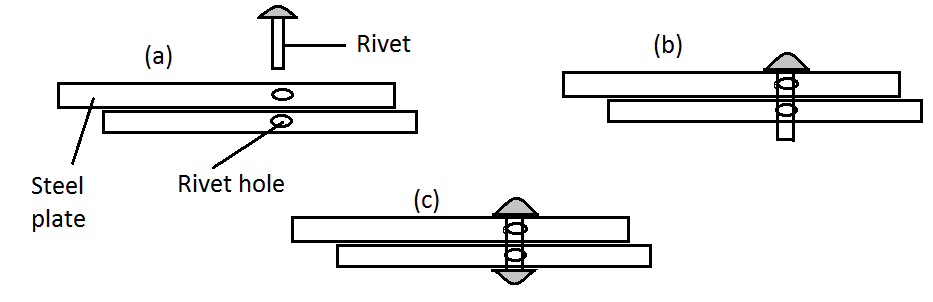 (a)
Rivet
(b)
Steel
plate
Rivet hole
(c)